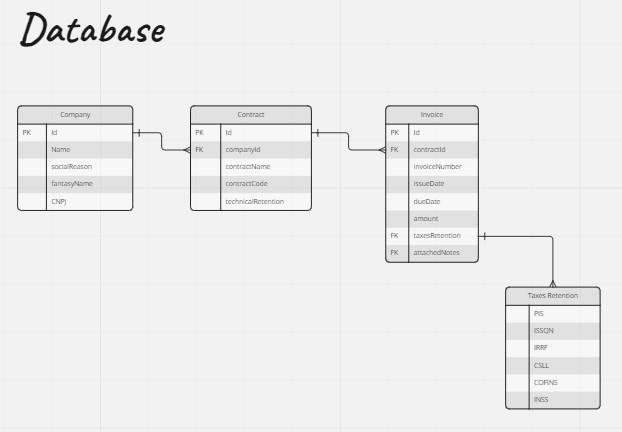 Database
Company
PK Id
Name
socialReason
fantasyName
CNPJ
Contract
PK Id
FK companyId
contractName
contractCode
technicalRetention
Invoice
PK Id
FK contractId
invoiceNumber
issueDate
dueDate
amount
FK taxesRetention
FK attachedNotes
Taxes Retention
PIS
ISSQN
IRRF
CSLL
COFINS
INSS